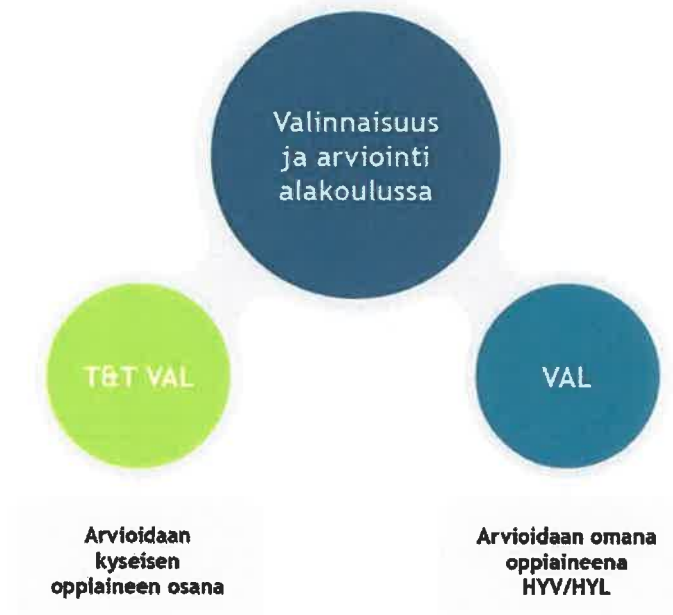 Valinnaisuus
ja arviointi
alakoulussa
T&T VAL
VAL
Arvioidaan
kyseisen
oppiaineen osana
Arvioidaan omana
oppiaineena
HYV/HYL